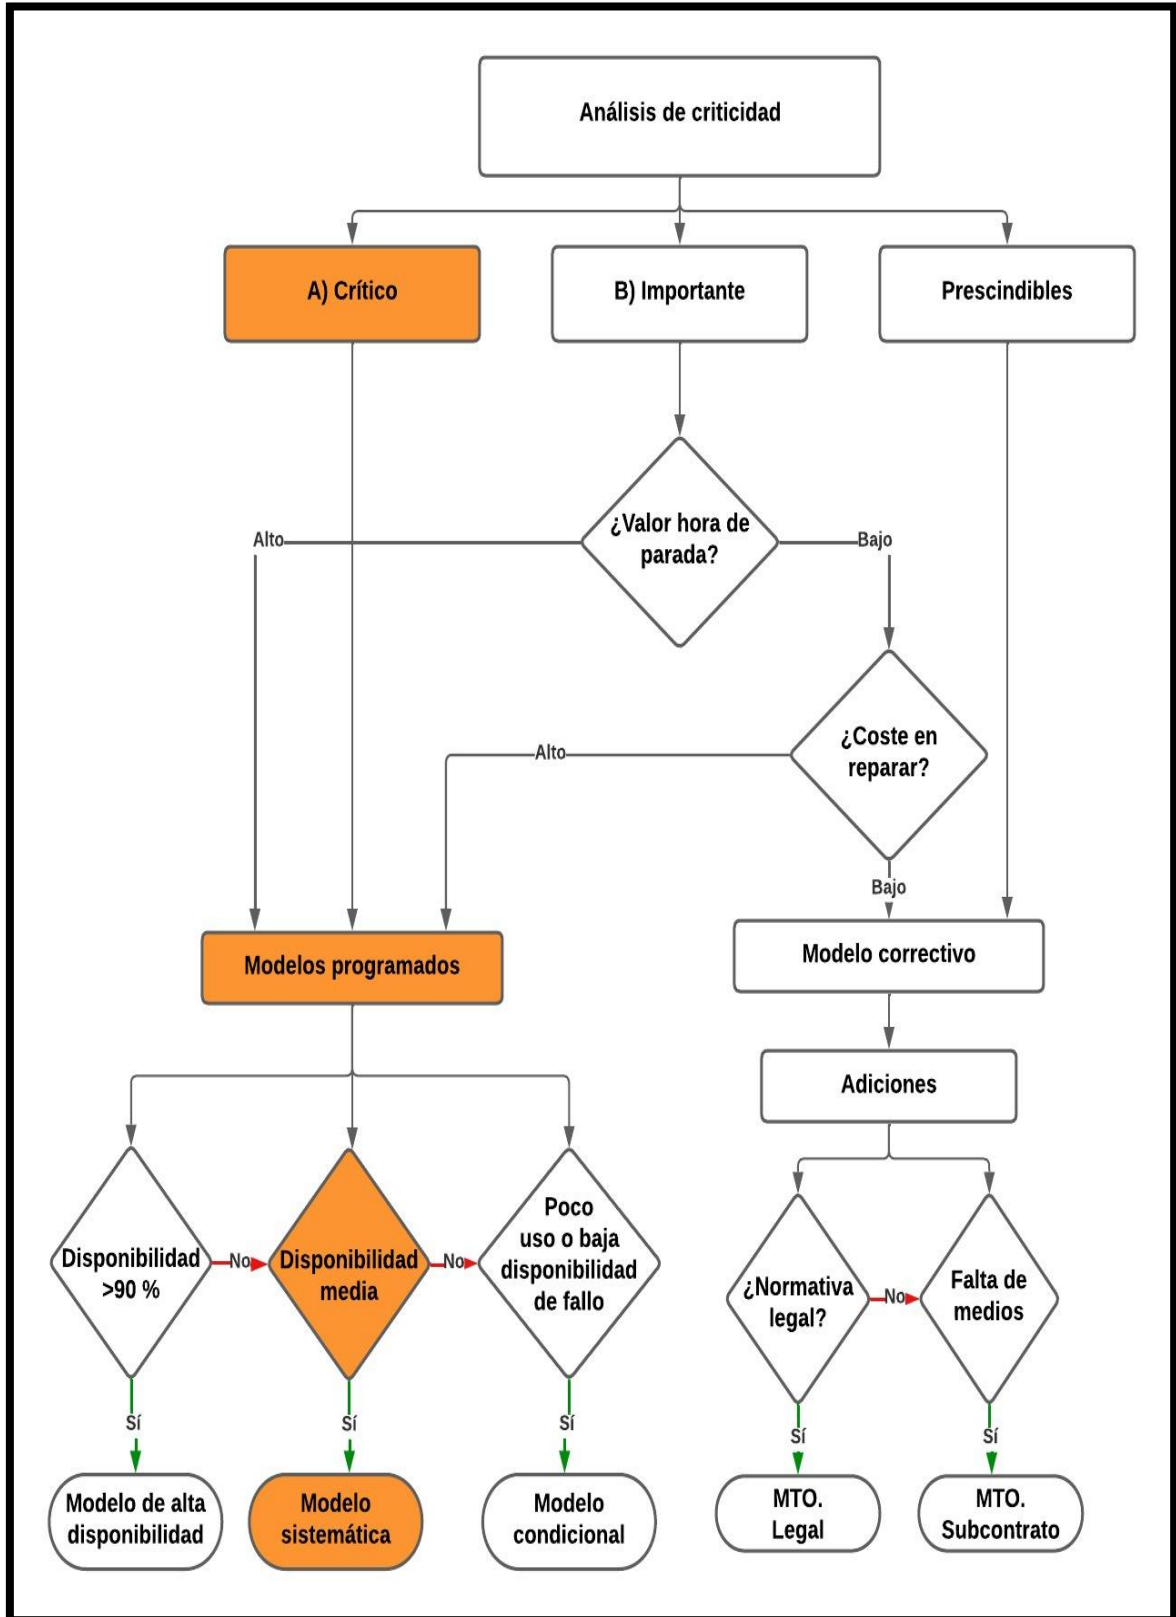 Análisis de criticidad
A) Crítico
B) Importante
Prescindibles
¿Valor hora de
parada?
Alto
Bajo
¿Coste en
reparar?
Alto
Bajo
Modelos programados
Modelo correctivo
Adiciones
Disponibilidad
>90 %
No
Disponibilidad
media
No
Poco
uso o baja
disponibilidad
de fallo
¿Normativa
legal?
No
Falta de
medios
Sí
Sí
Sí
Sí
Sí
Modelo de alta
disponibilidad
Modelo
sistemática
Modelo
condicional
MTO.
Legal
MTO.
Subcontrato